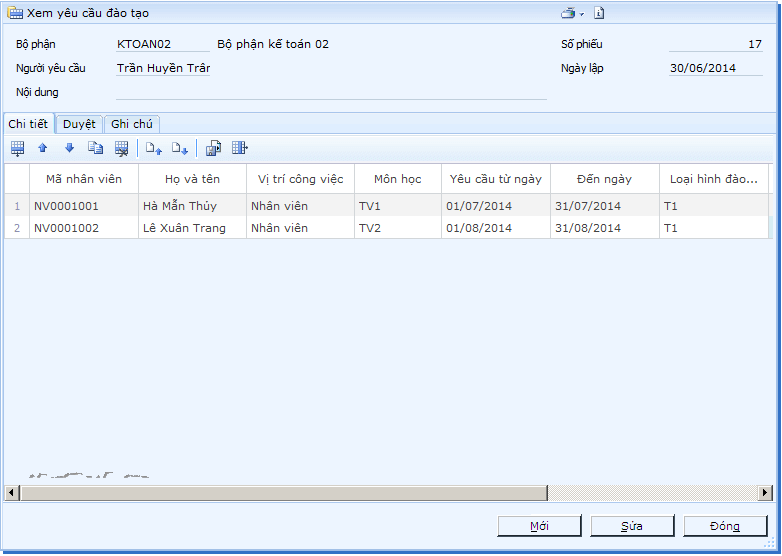 Xem yêu cầu đào tạo
Bộ phận KTOAN02 Bộ phận kế toán 02 Số phiếu 17
Người yêu cầu Trần Huyền Trâr Ngày lập 30/06/2014
Nội dung
Chi tiết Duyệt Ghi chú
Mã nhân viên Họ và tên Vị trí công việc Môn học Yêu cầu từ ngày Đến ngày Loại hình đào...
1 NV0001001 Hà Mẫn Thủy Nhân viên TV1 01/07/2014 31/07/2014 T1
2 NV0001002 Lê Xuân Trang Nhân viên TV2 01/08/2014 31/08/2014 T1
Mới Sửa Đóng